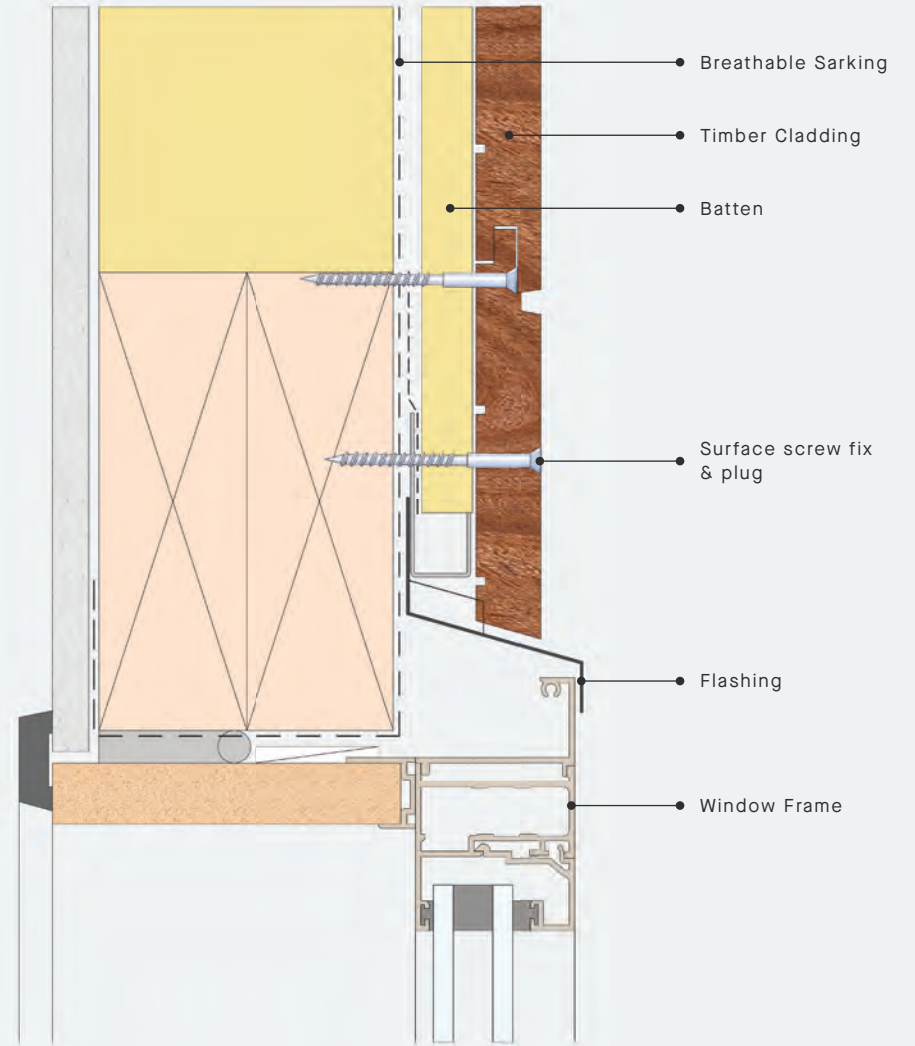 Breathable Sarking
Timber Cladding
Batten
Surface screw fix
& plug
Flashing
Window Frame